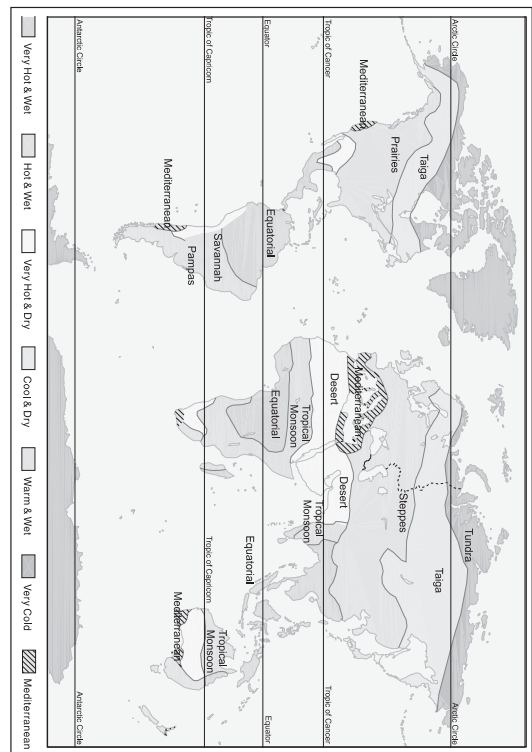 Arctic Circle
Arctic Circle
Tundra
Taiga
Taiga
Prairies
Steppes
Mediterranean
Mediterranean
Tropic of Cancer
Tropic of Cancer
Desert
Desert
Tropical
Monsoon
Tropical
Monsoon
Equatorial
Equatorial
Equatorial
Equator
Equator
Savannah
Tropical
Monsoon
Tropic of Capricorn
Tropic of Capricorn
Mediterranean
Pampas
Mediterranean
Antarctic Circle
Antarctic Circle
Very Hot & Wet
Hot & Wet
Very Hot & Dry
Cool & Dry
Warm & Wet
Very Cold
Mediterranean